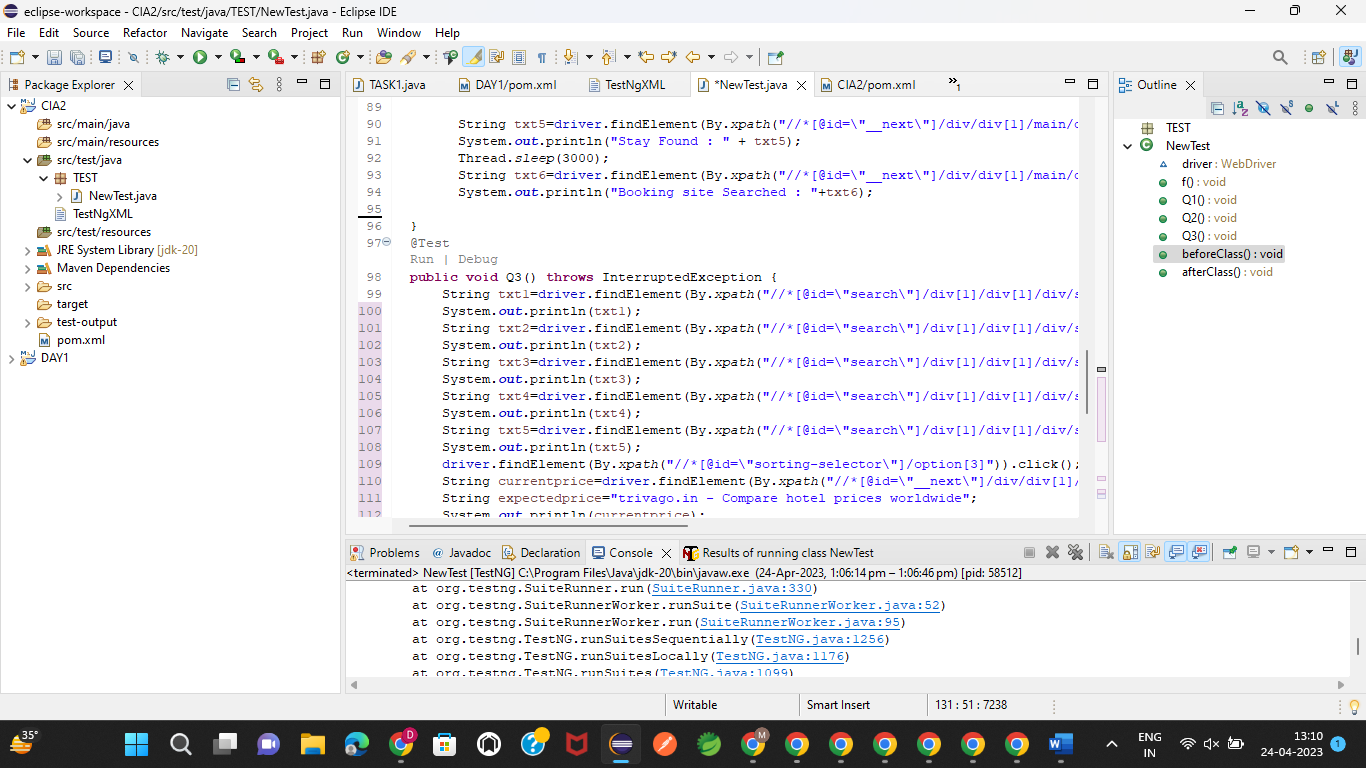 eclipse-workspace - CIA2/src/test/java/TEST/NewTest.java - Eclipse IDE
File Edit Source Refactor Navigate Search Project Run Window Help
Package Explorer
CIA2
src/main/java
src/main/resources
src/test/java
TEST
NewTest.java
TestNgXML
src/test/resources
JRE System Library [jdk-20]
Maven Dependencies
src
target
test-output
pom.xml
DAY1
TASK1.java DAY1/pom.xml TestNgXML *NewTest.java CIA2/pom.xml »1
89
90 String txt5=driver.findElement(By.xpath("//*[@id=\"__next\"]/div/div[1]/main/
91 System.out.println("Stay Found : " + txt5);
92 Thread.sleep(3000);
93 String txt6=driver.findElement(By.xpath("//*[@id=\"__next\"]/div/div[1]/main/
94 System.out.println("Booking site Searched : "+txt6);
95
96 }
97 @Test
Run | Debug
98 public void Q3() throws InterruptedException {
99 String txt1=driver.findElement(By.xpath("//*[@id=\"search\"]/div[1]/div[1]/div/
100 System.out.println(txt1);
101 String txt2=driver.findElement(By.xpath("//*[@id=\"search\"]/div[1]/div[1]/div/
102 System.out.println(txt2);
103 String txt3=driver.findElement(By.xpath("//*[@id=\"search\"]/div[1]/div[1]/div/
104 System.out.println(txt3);
105 String txt4=driver.findElement(By.xpath("//*[@id=\"search\"]/div[1]/div[1]/div/
106 System.out.println(txt4);
107 String txt5=driver.findElement(By.xpath("//*[@id=\"search\"]/div[1]/div[1]/div/
108 System.out.println(txt5);
109 driver.findElement(By.xpath("//*[@id=\"sorting-selector\"]/option[3]")).click();
110 String currentprice=driver.findElement(By.xpath("//*[@id=\"__next\"]/div/div[1]/
111 String expectedprice="trivago.in - Compare hotel prices worldwide";
112 System.out.println(currentprice);
Outline
TEST
NewTest
driver : WebDriver
f() : void
Q1() : void
Q2() : void
Q3() : void
beforeClass() : void
afterClass() : void
Problems @ Javadoc Declaration Console Results of running class NewTest
<terminated> NewTest [TestNG] C:\Program Files\Java\jdk-20\bin\javaw.exe (24-Apr-2023, 1:06:14 pm – 1:06:46 pm) [pid: 58512]
at org.testng.SuiteRunner.run(SuiteRunner.java:330)
at org.testng.SuiteRunnerWorker.runSuite(SuiteRunnerWorker.java:52)
at org.testng.SuiteRunnerWorker.run(SuiteRunnerWorker.java:95)
at org.testng.TestNG.runSuitesSequentially(TestNG.java:1256)
at org.testng.TestNG.runSuitesLocally(TestNG.java:1176)
at org.testng.TestNG.runSuites(TestNG.java:1099)
Writable Smart Insert 131 : 51 : 7238
35°
D
M
ENG
IN
13:10
24-04-2023
1